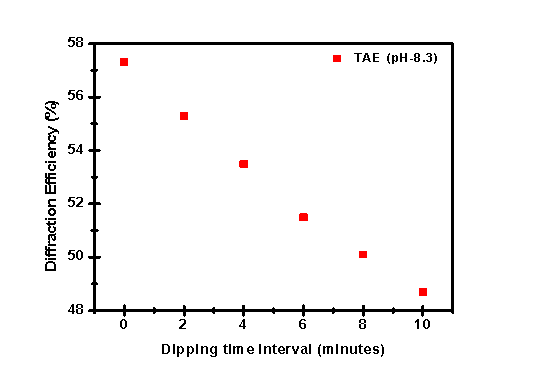 58
TAE (pH-8.3)
56
54
52
50
48
Diffraction Efficiency (%)
0 2 4 6 8 10
Dipping time interval (minutes)